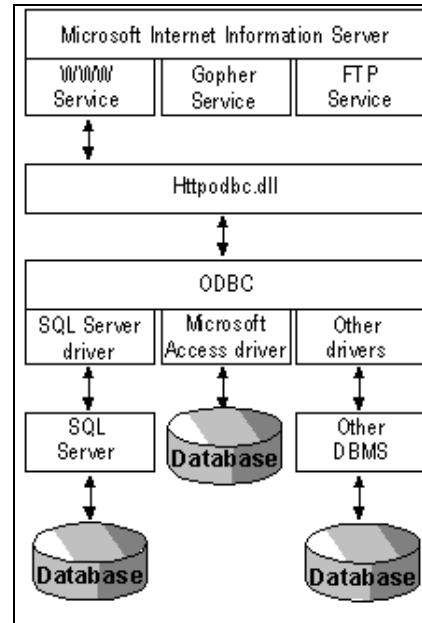 Microsoft Internet Information Server
WWW
Service
Gopher
Service
FTP
Service
Httpodbc.dll
ODBC
SQL Server
driver
Microsoft
Access driver
Other
drivers
SQL
Server
Database
Other
DBMS
Database
Database